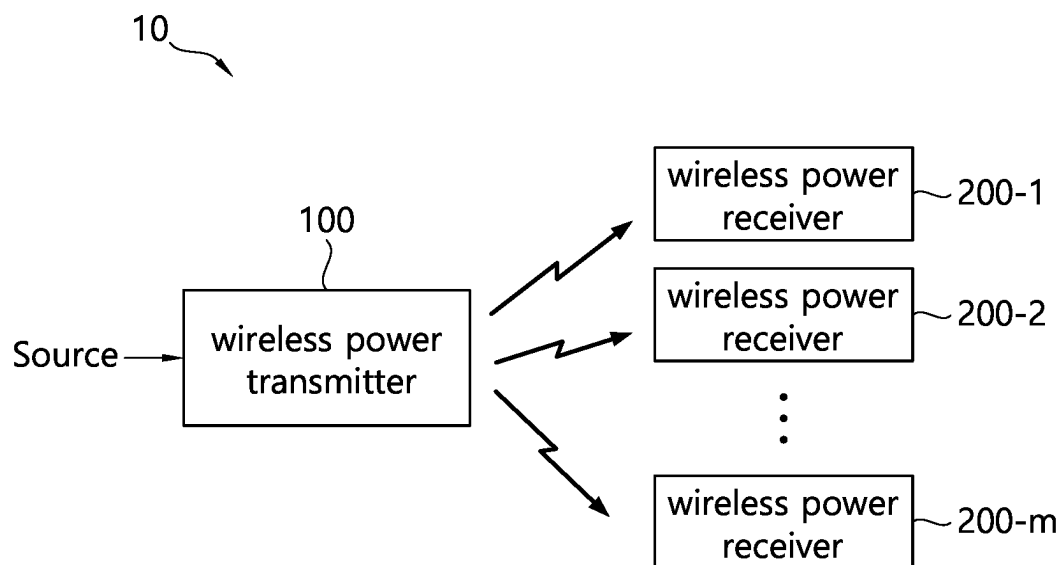 10
wireless power
receiver
200-1
100
wireless power
receiver
200-2
Source
wireless power
transmitter
wireless power
receiver
200-m